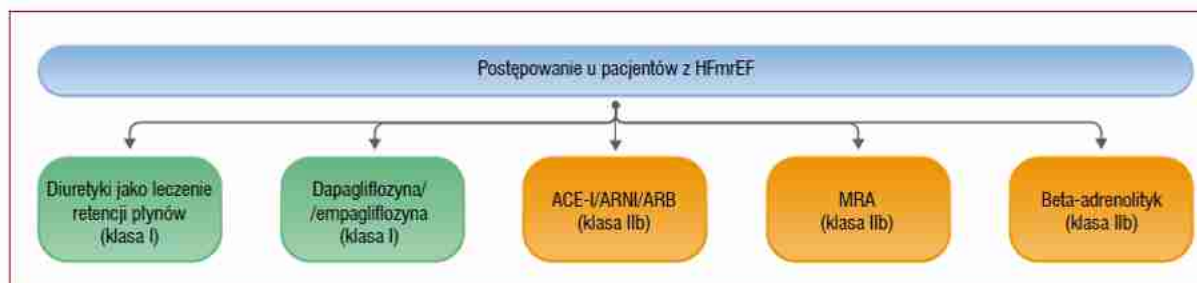 Postępowanie u pacjentów z HFmrEF
Diuretyki jako leczenie
retencji płynów
(klasa I)
Dapagliflozyna/
/empagliflozyna
(klasa I)
ACE-I/ARNI/ARB
(klasa IIb)
MRA
(klasa IIb)
Beta-adrenolityk
(klasa IIb)